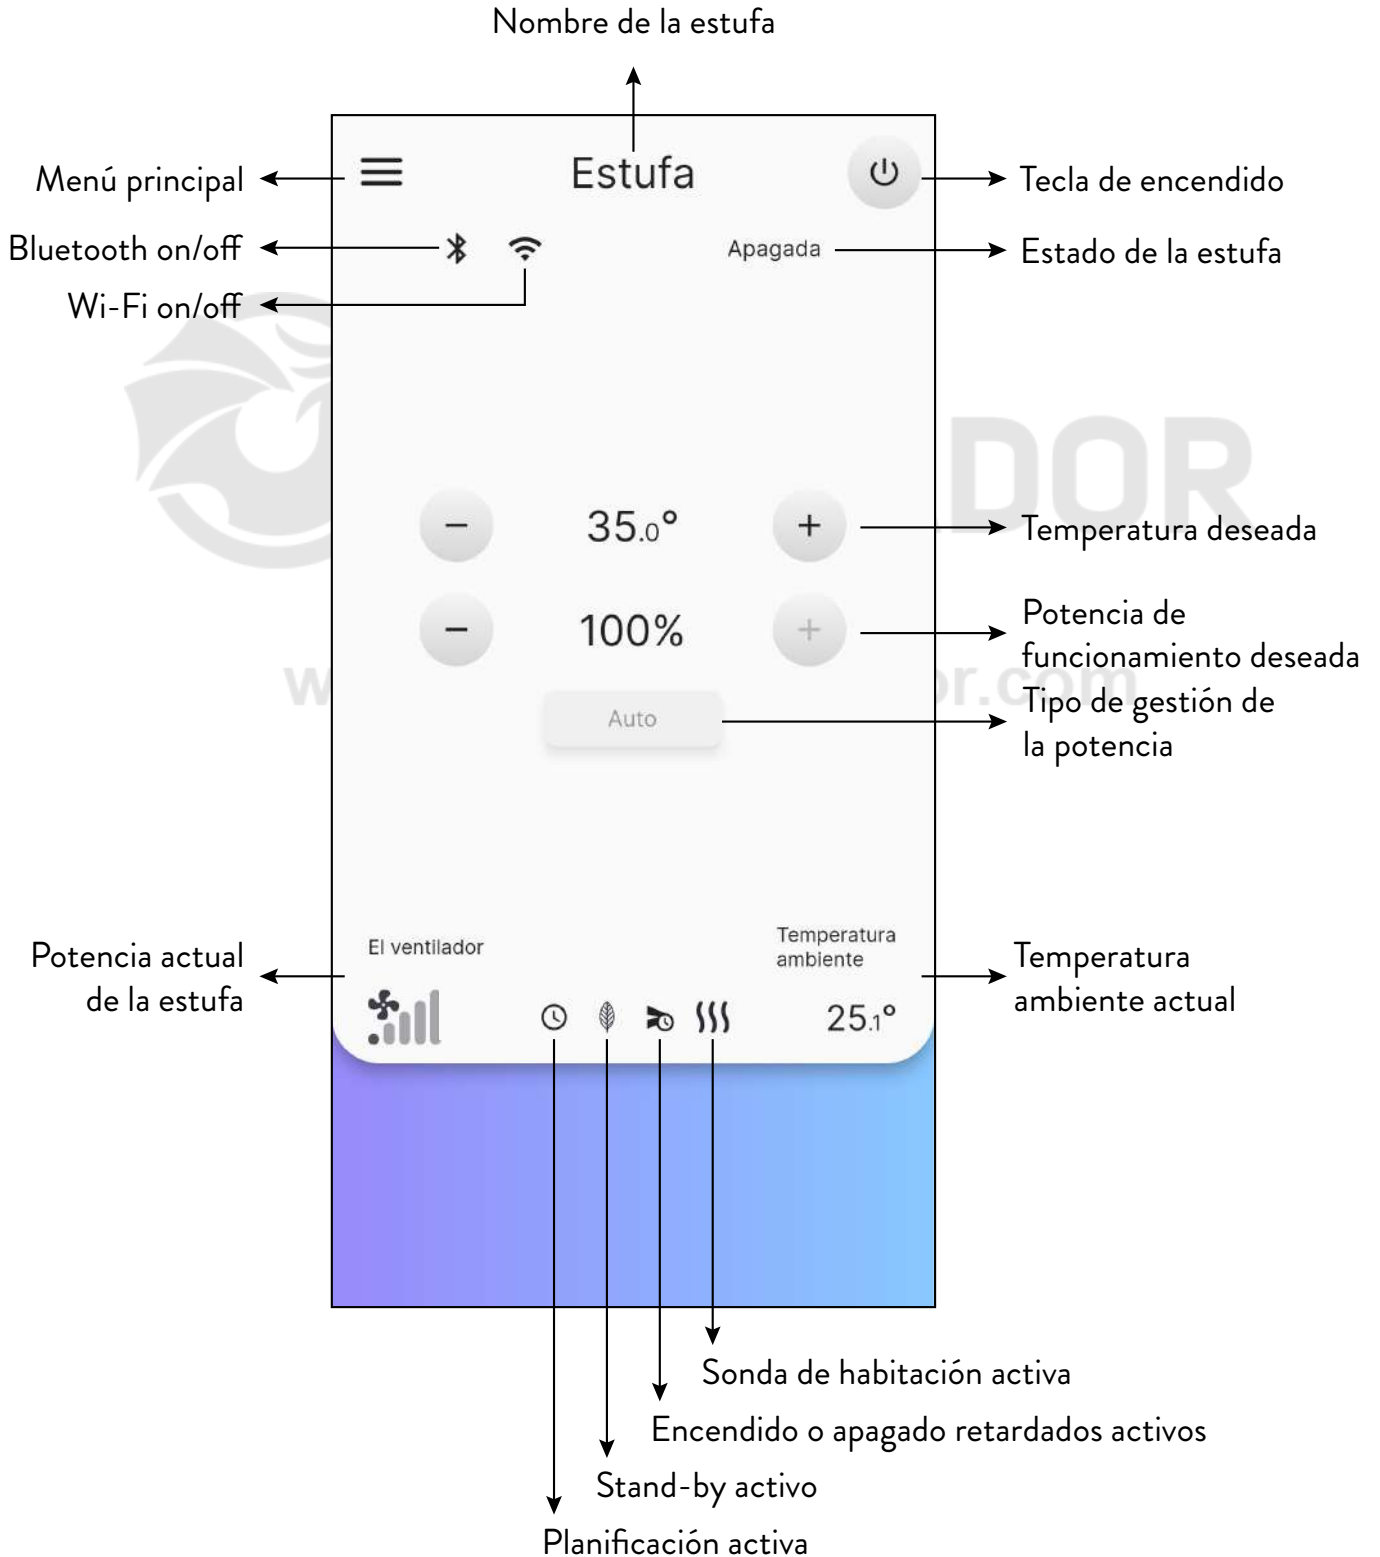 Nombre de la estufa
Estufa
Menú principal
Tecla de encendido
Bluetooth on/off
Apagada
Estado de la estufa
Wi-Fi on/off
DOR
35.0°
Temperatura deseada
100%
Potencia de
funcionamiento deseada
w
or.com
Auto
Tipo de gestión de
la potencia
El ventilador
Temperatura
ambiente
Potencia actual
de la estufa
Temperatura
ambiente actual
25.1°
Sonda de habitación activa
Encendido o apagado retardados activos
Stand-by activo
Planificación activa